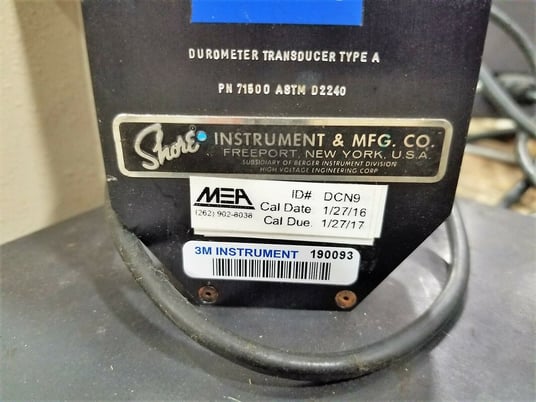 DUROMETER TRANSDUCER TYPE A
PN 71500 ASTM D2240
Shore INSTRUMENT & MFG. CO.
FREEPORT, NEW YORK, U.S.A.
SUBSIDIARY OF BERGER INSTRUMENT DIVISION
HIGH VOLTAGE ENGINEERING CORP
MEA
(262) 902-8038
ID# DCN9
Cal Date 1/27/16
Cal Due. 1/27/17
3M INSTRUMENT 190093